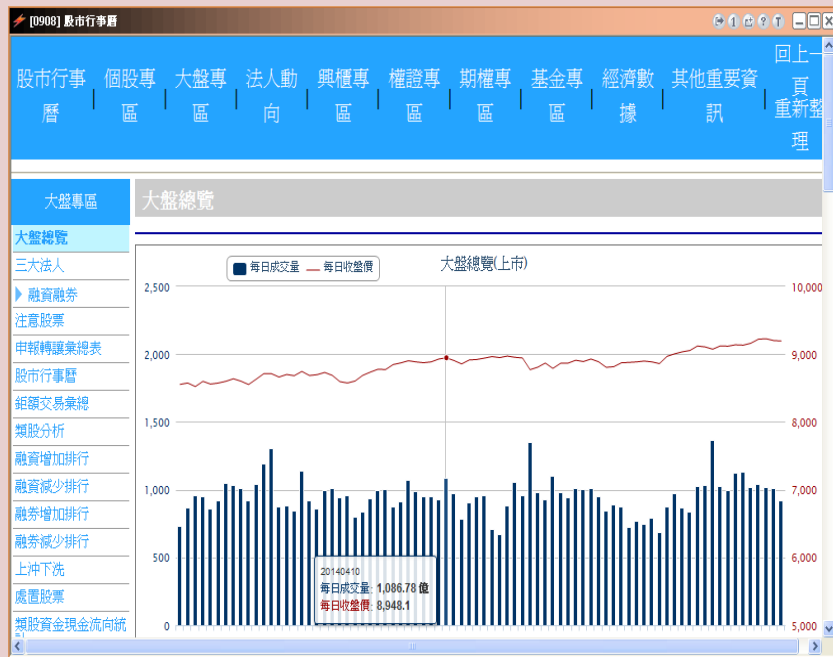 [0908] 股市行事曆
股市行事
曆
個股專
區
大盤專
區
法人動
向
興櫃專
區
權證專
區
期權專
區
基金專
區
經濟數
據
其他重要資
訊
回上一
頁
重新整
理
大盤專區
大盤總覽
三大法人
融資融券
注意股票
申報轉讓彙總表
股市行事曆
鉅額交易彙總
類股分析
融資增加排行
融資減少排行
融券增加排行
融券減少排行
上沖下洗
處置股票
類股資金現金流向統
大盤總覽
每日成交量 每日收盤價
大盤總覽(上市)
2,500 10,000
2,000 9,000
1,500 8,000
1,000 7,000
500 6,000
0 5,000
20140410
每日成交量: 1,086.78 億
每日收盤價: 8,948.1